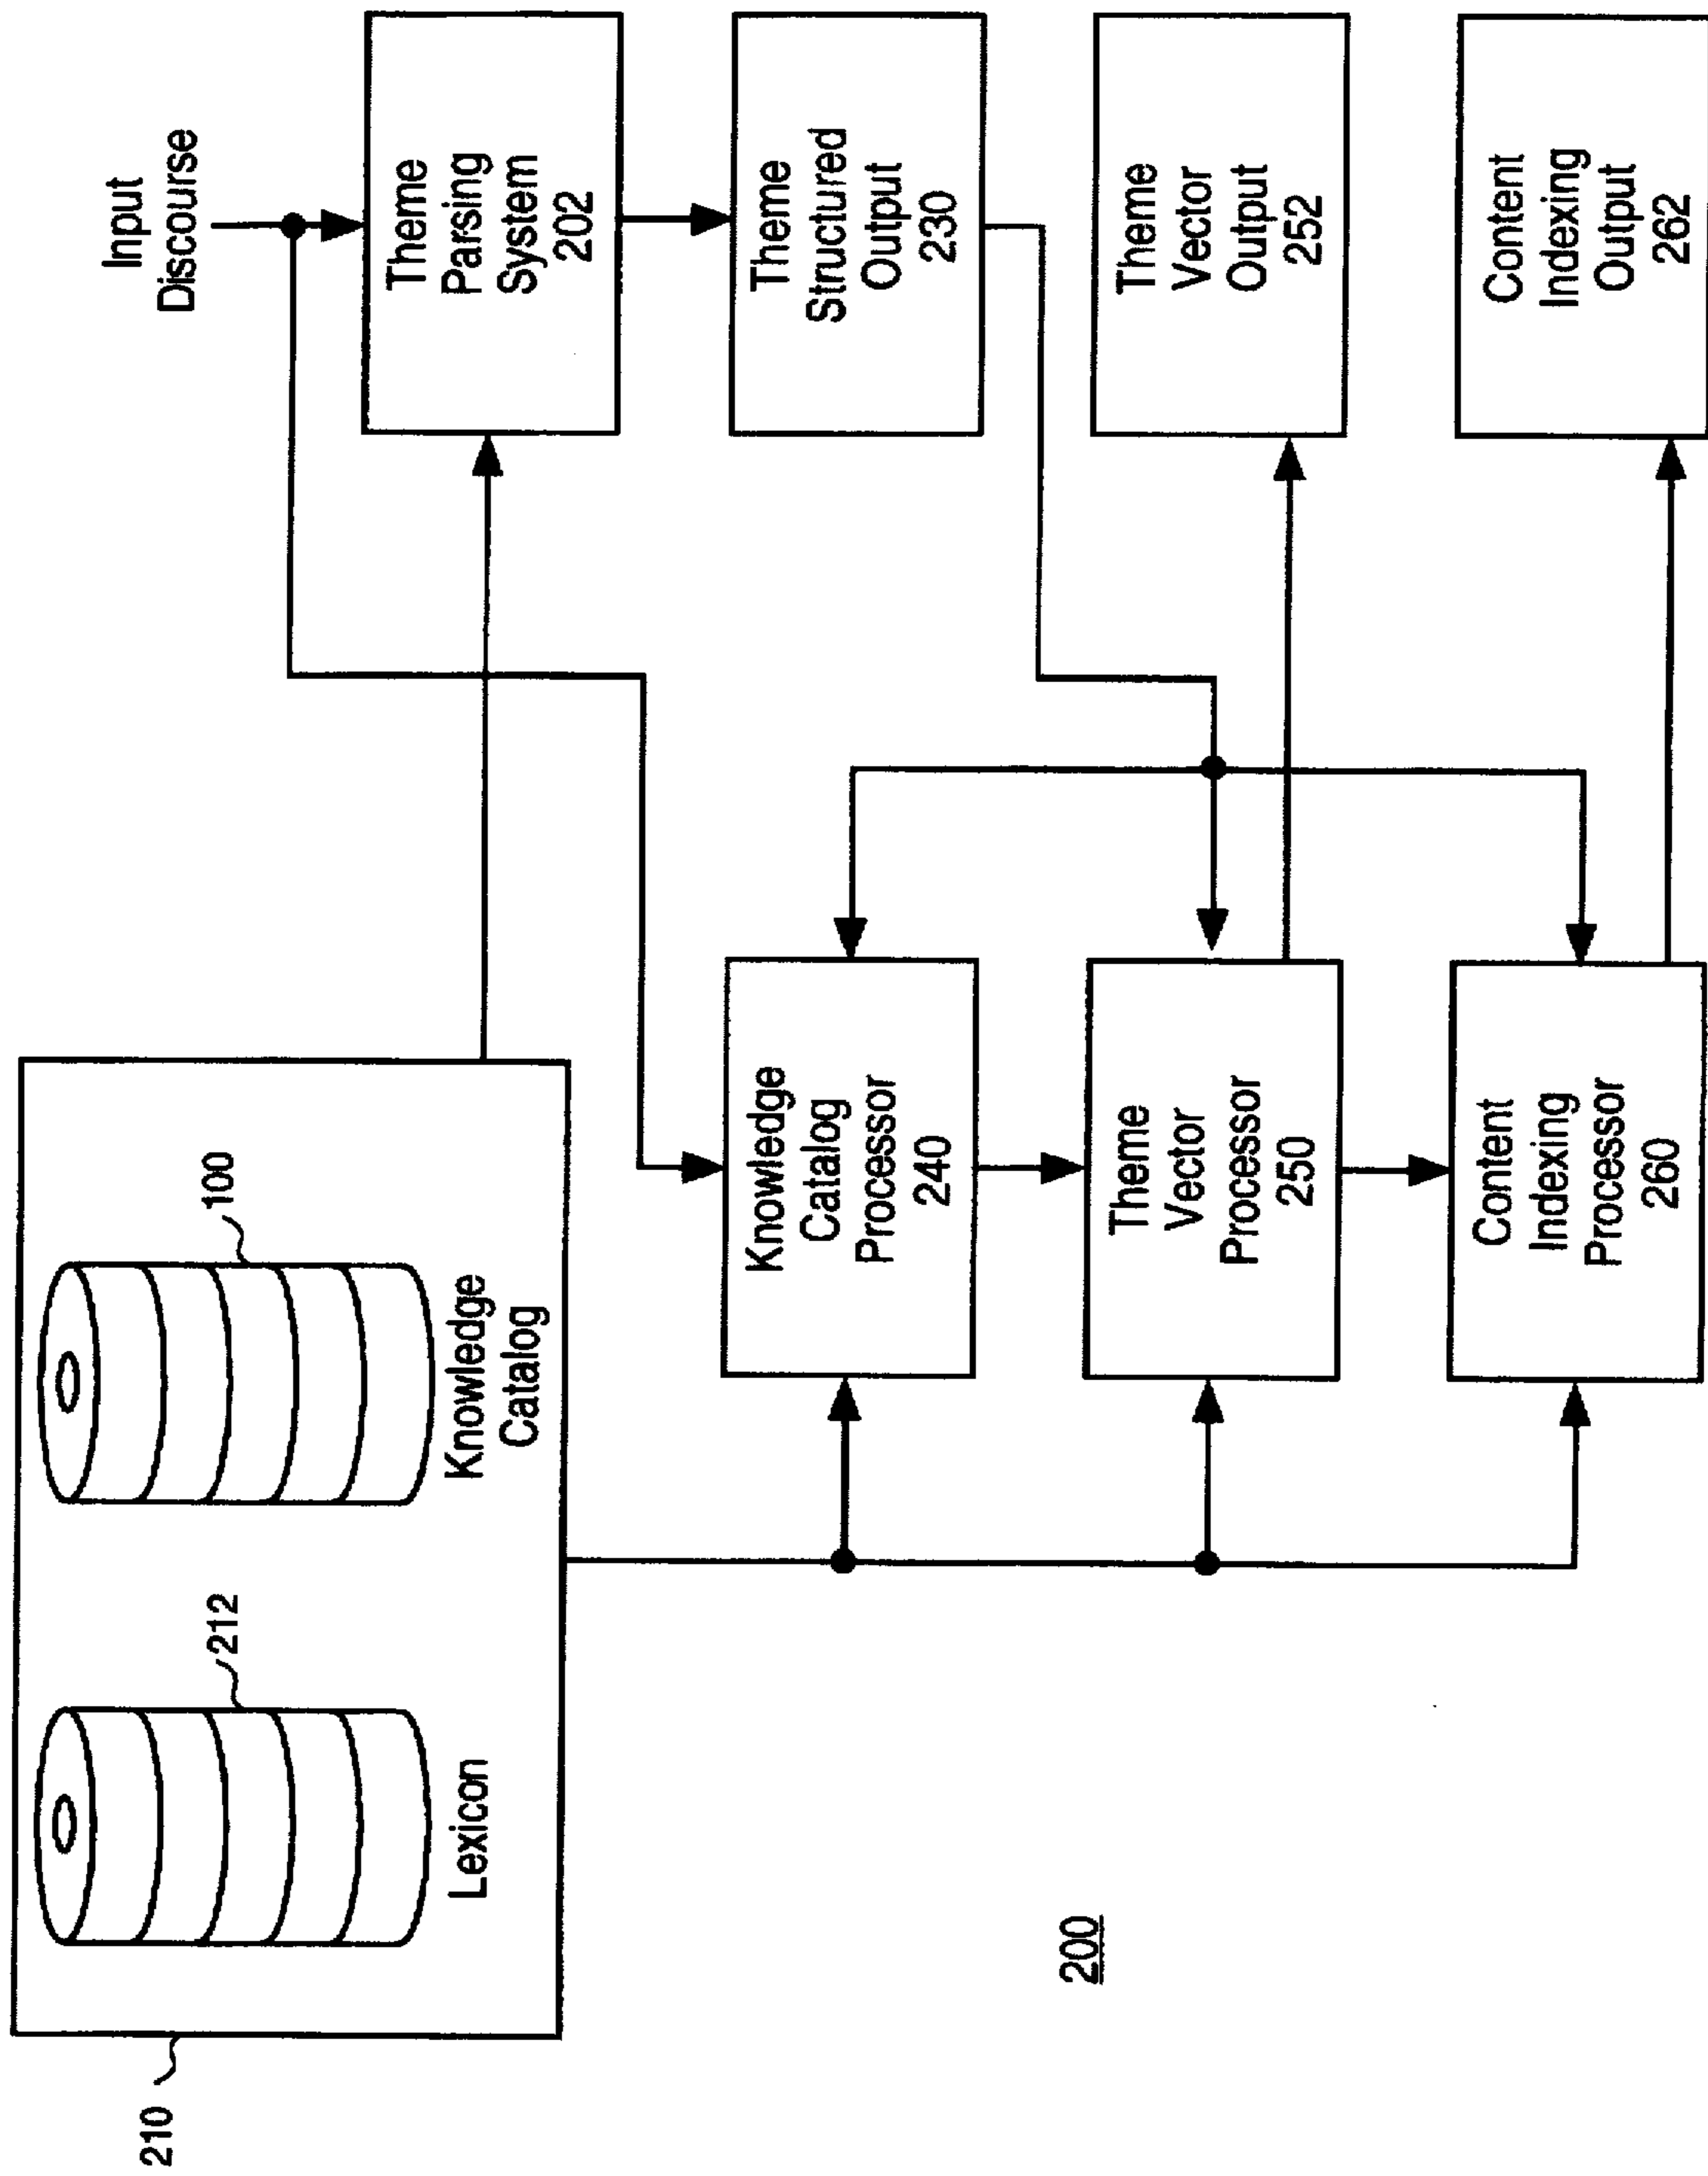 210
212
Lexicon
100
Knowledge
Catalog
Input
Discourse
Theme
Parsing
System
202
Theme
Structured
Output
230
Knowledge
Catalog
Processor
240
Theme
Vector
Processor
250
Theme
Vector
Output
252
Content
Indexing
Processor
260
Content
Indexing
Output
262
200